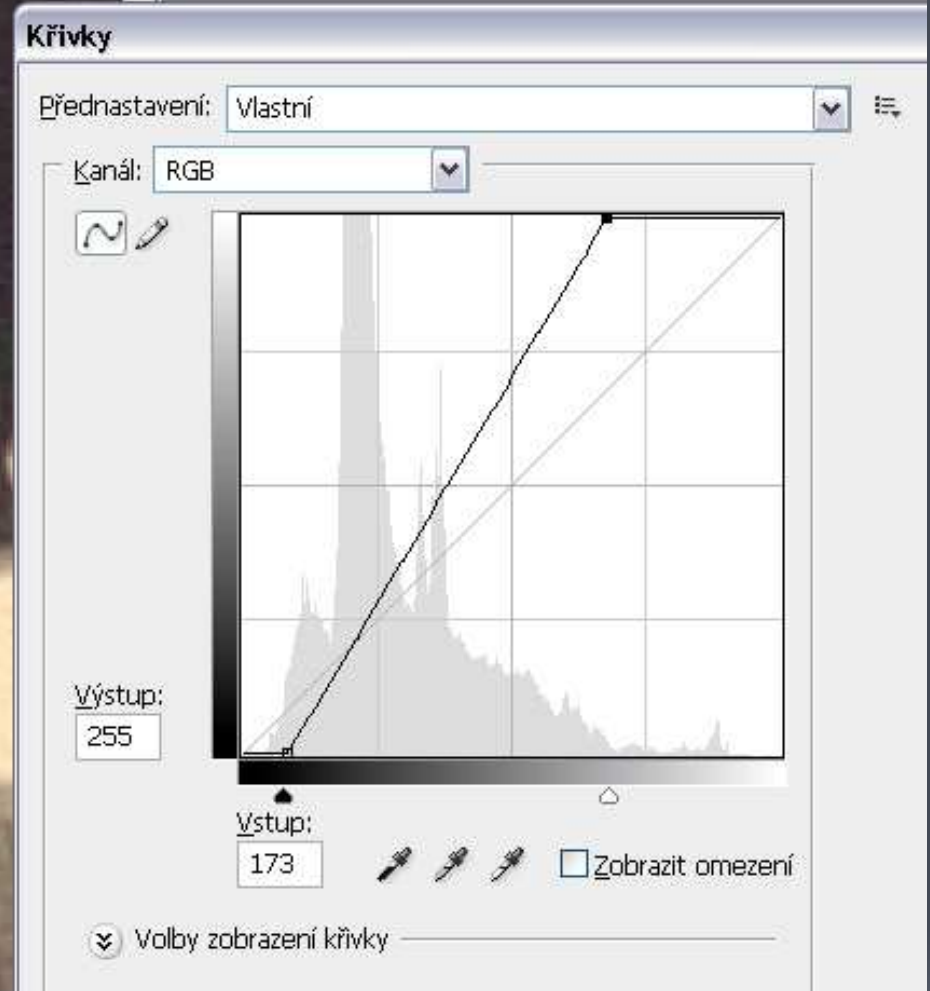 Křivky
Přednastavení: Vlastní
Kanál: RGB
Výstup:
255
Vstup:
173
Zobrazit omezení
Volby zobrazení křivky